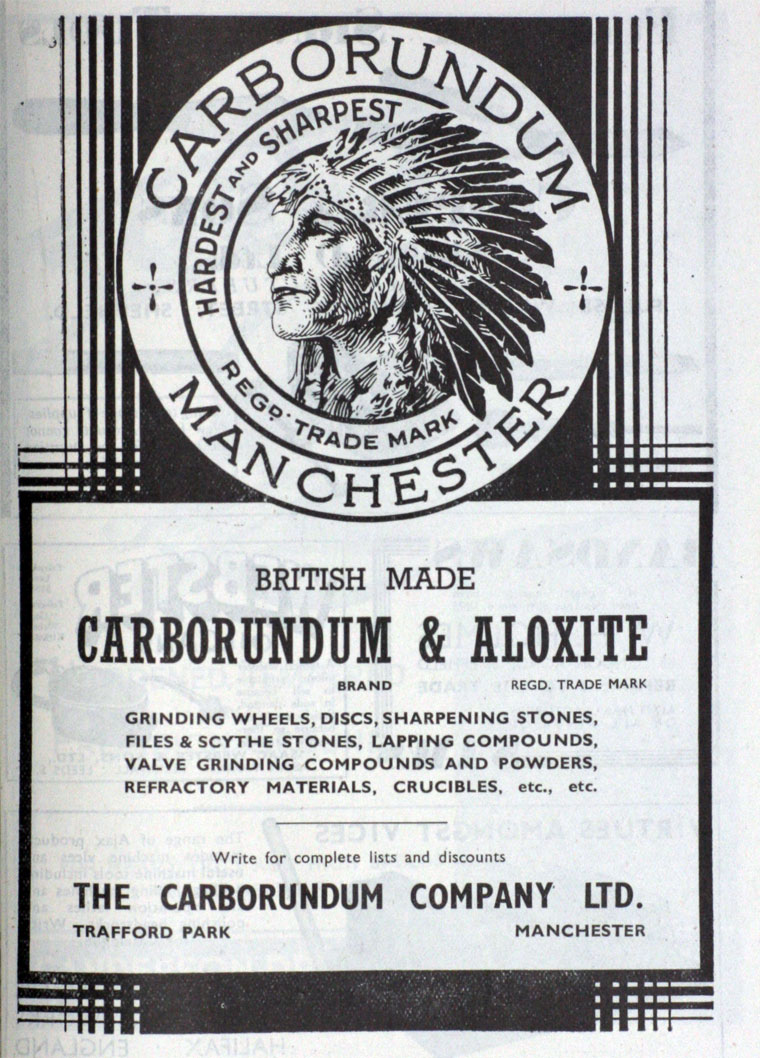 CARBORUNDUM
HARDEST AND SHARPEST
REGD. TRADE MARK
MANCHESTER
BRITISH MADE
CARBORUNDUM & ALOXITE
BRAND REGD. TRADE MARK
GRINDING WHEELS, DISCS, SHARPENING STONES,
FILES & SCYTHE STONES, LAPPING COMPOUNDS,
VALVE GRINDING COMPOUNDS AND POWDERS,
REFRACTORY MATERIALS, CRUCIBLES, etc., etc.
Write for complete lists and discounts
THE CARBORUNDUM COMPANY LTD.
TRAFFORD PARK MANCHESTER